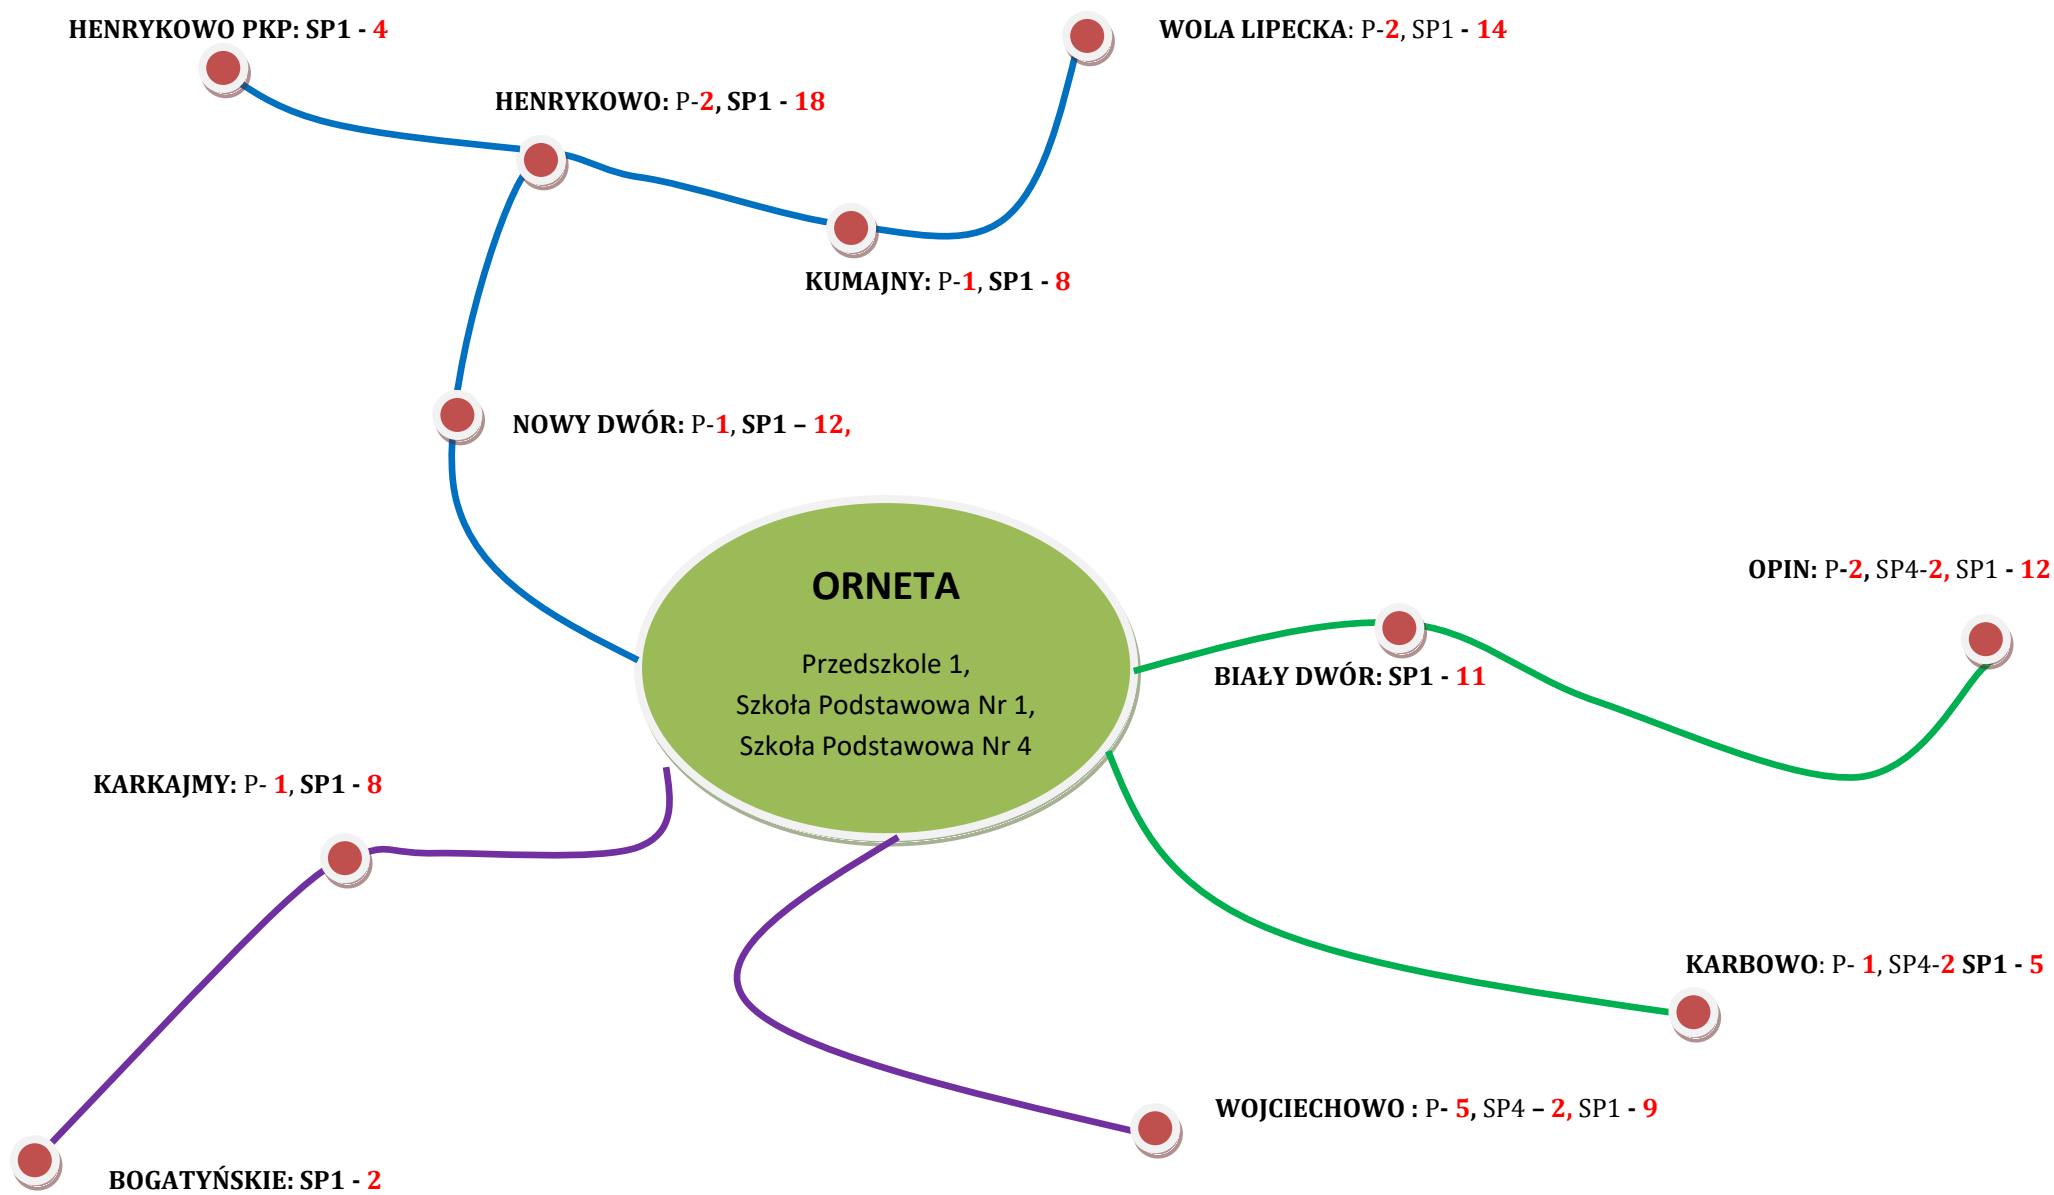 HENRYKOWO PKP: SP1 - 4
WOLA LIPECKA: P-2, SP1 - 14
HENRYKOWO: P-2, SP1 - 18
KUMAJNY: P-1, SP1 - 8
NOWY DWÓR: P-1, SP1 – 12,
ORNETA
Przedszkole 1,
Szkoła Podstawowa Nr 1,
Szkoła Podstawowa Nr 4
OPIN: P-2, SP4-2, SP1 - 12
BIAŁY DWÓR: SP1 - 11
KARKAJMY: P- 1, SP1 - 8
KARBOWO: P- 1, SP4-2 SP1 - 5
WOJCIECHOWO : P- 5, SP4 – 2, SP1 - 9
BOGATYŃSKIE: SP1 - 2